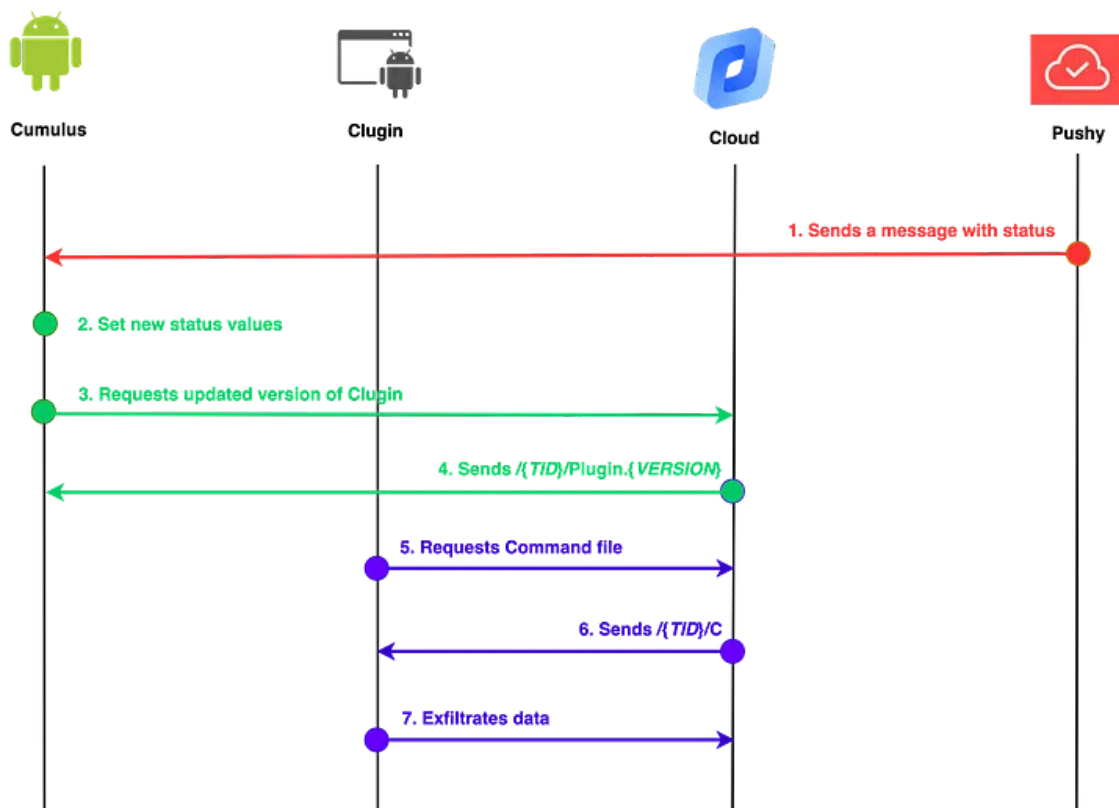 Cumulus
Clugin
Cloud
Pushy
1. Sends a message with status
2. Set new status values
3. Requests updated version of Clugin
4. Sends /{TID}/Plugin.{VERSION}
5. Requests Command file
6. Sends /{TID}/C
7. Exfiltrates data